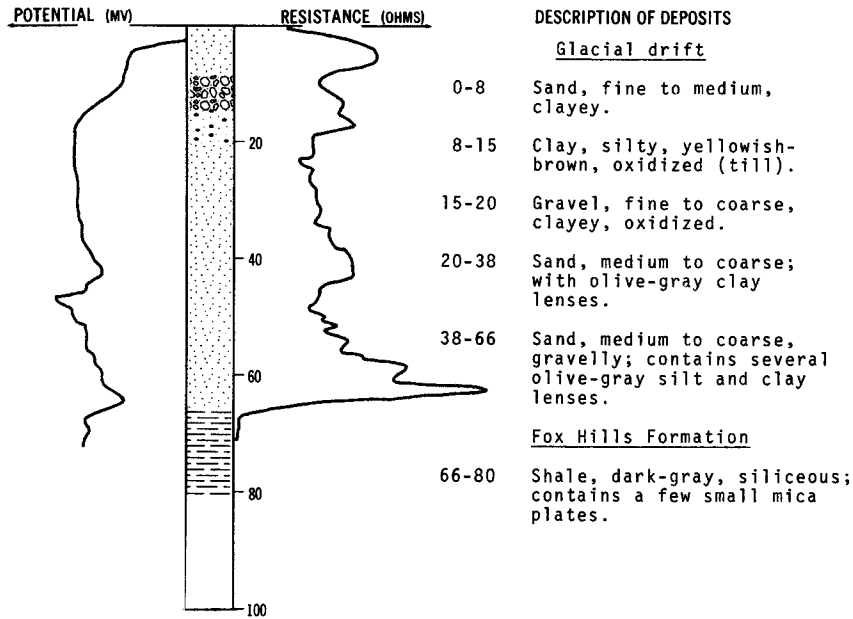 POTENTIAL (MV)
RESISTANCE (OHMS)
DESCRIPTION OF DEPOSITS
Glacial drift
0-8 Sand, fine to medium,
clayey.
8-15 Clay, silty, yellowish-
brown, oxidized (till).
15-20 Gravel, fine to coarse,
clayey, oxidized.
20-38 Sand, medium to coarse;
with olive-gray clay
lenses.
38-66 Sand, medium to coarse,
gravelly; contains several
olive-gray silt and clay
lenses.
Fox Hills Formation
66-80 Shale, dark-gray, siliceous;
contains a few small mica
plates.
20
40
60
80
100